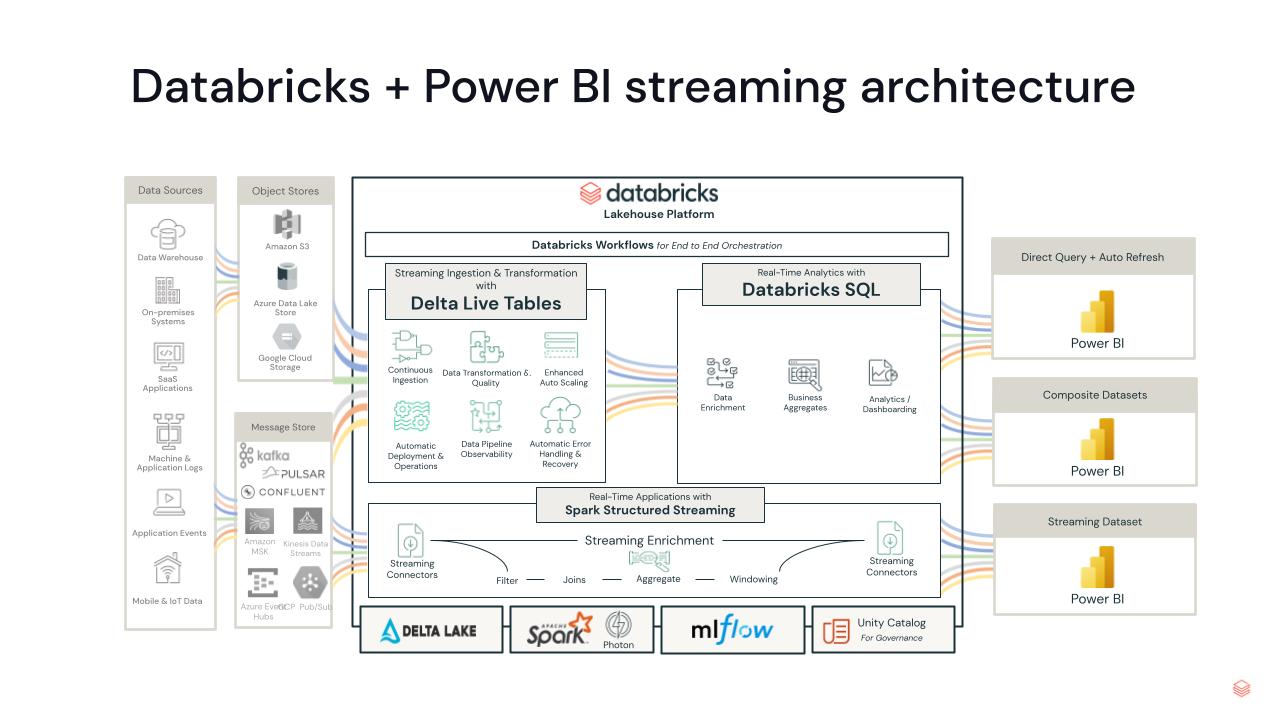 Databricks + Power BI streaming architecture
Data Sources
Data Warehouse
On-premises
Systems
SaaS
Applications
Machine &
Application Logs
Application Events
Mobile & IoT Data
Object Stores
Amazon S3
Azure Data Lake
Store
Google Cloud
Storage
Message Store
kafka
PULSAR
CONFLUENT
Amazon
MSK
Kinesis Data
Streams
Azure Event
Hubs
GCP Pub/Sub
databricks
Lakehouse Platform
Databricks Workflows for End to End Orchestration
Streaming Ingestion & Transformation
with
Delta Live Tables
Continuous
Ingestion
Data Transformation &
Quality
Enhanced
Auto Scaling
Automatic
Deployment &
Operations
Data Pipeline
Observability
Automatic Error
Handling &
Recovery
Real-Time Analytics with
Databricks SQL
Data
Enrichment
Business
Aggregates
Analytics /
Dashboarding
Real-Time Applications with
Spark Structured Streaming
Streaming
Connectors
Streaming Enrichment
Filter
Joins
Aggregate
Windowing
Streaming
Connectors
DELTA LAKE
APACHE
Spark
Photon
mlflow
Unity Catalog
For Governance
Direct Query + Auto Refresh
Power BI
Composite Datasets
Power BI
Streaming Dataset
Power BI